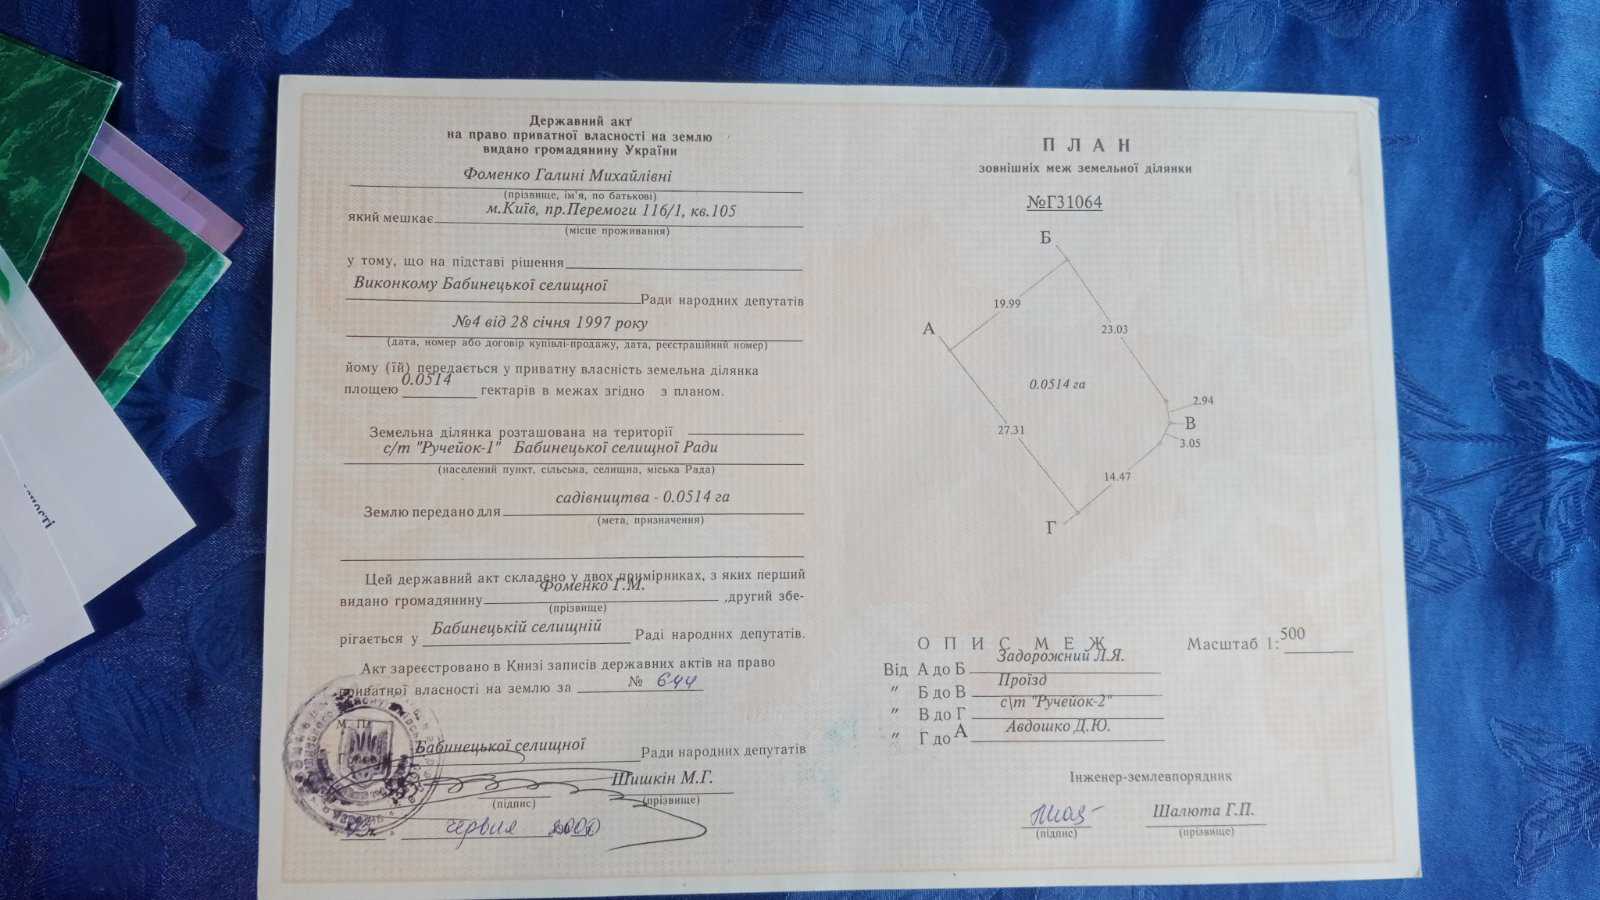 Державний акт
на право приватної власності на землю
видано громадянину України
Фоменко Галині Михайлівні
(прізвище, ім'я, по батькові)
який мешкає м.Київ, пр.Перемоги 116/1, кв.105
(місце проживання)
у тому, що на підставі рішення
Виконкому Бабинецької селищної Ради народних депутатів
№4 від 28 січня 1997 року
(дата, номер або договір купівлі-продажу, дата, реєстраційний номер)
йому (їй) передається у приватну власність земельна ділянка
площею 0.0514 гектарів в межах згідно з планом.
Земельна ділянка розташована на території
с/т "Ручейок-1" Бабинецької селищної Ради
(населений пункт, сільська, селищна, міська Рада)
садівництва - 0.0514 га
Землю передано для
(мета, призначення)
Цей державний акт складено у двох примірниках, з яких перший
видано громадянину Фоменко Г.М. ,другий збе-
(прізвище)
рігається у Бабинецькій селищній Раді народних депутатів.
Акт зареєстровано в Книзі записів державних актів на право
приватної власності на землю за № 644
М. П.
Бабинецької селищної Ради народних депутатів
Шишкін М.Г.
(підпис) (прізвище)
червня 2000
П Л А Н
зовнішніх меж земельної ділянки
№Г31064
Б
19.99
А
23.03
0.0514 га
2.94
В
27.31
3.05
14.47
Г
О П И С М Е Ж Масштаб 1:500
Від А до Б Задорожний Л.Я.
" Б до В Проїзд
" В до Г с\т "Ручейок-2"
" Г до А Авдошко Д.Ю.
Інженер-землевпорядник
Шалюта Г.П.
(підпис) (прізвище)